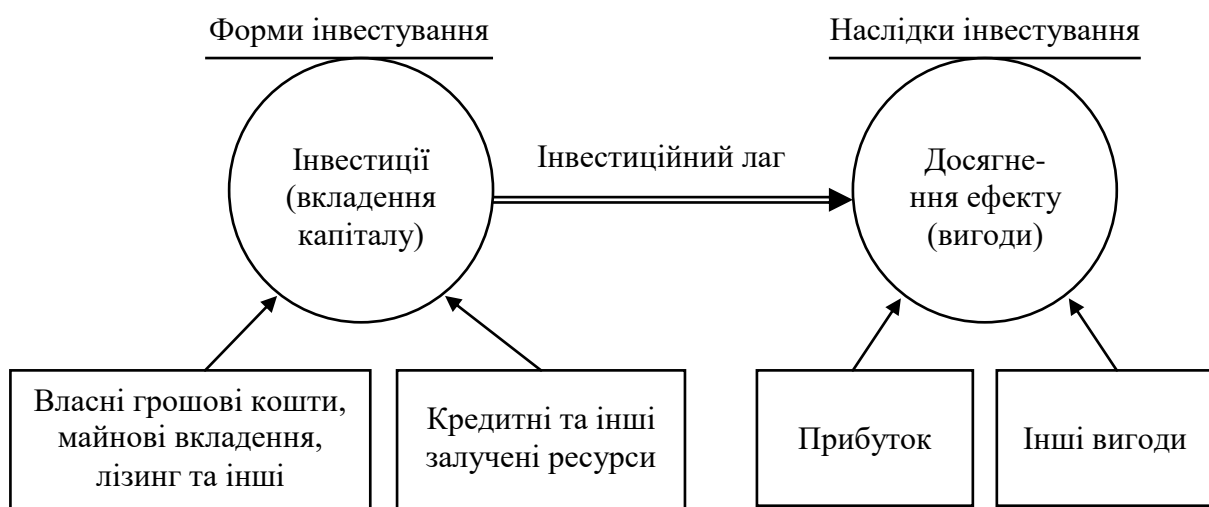 Форми інвестування
Наслідки інвестування
Інвестиції
(вкладення
капіталу)
Інвестиційний лаг
Досягне-
ння ефекту
(вигоди)
Власні грошові кошти,
майнові вкладення,
лізинг та інші
Кредитні та інші
залучені ресурси
Прибуток
Інші вигоди